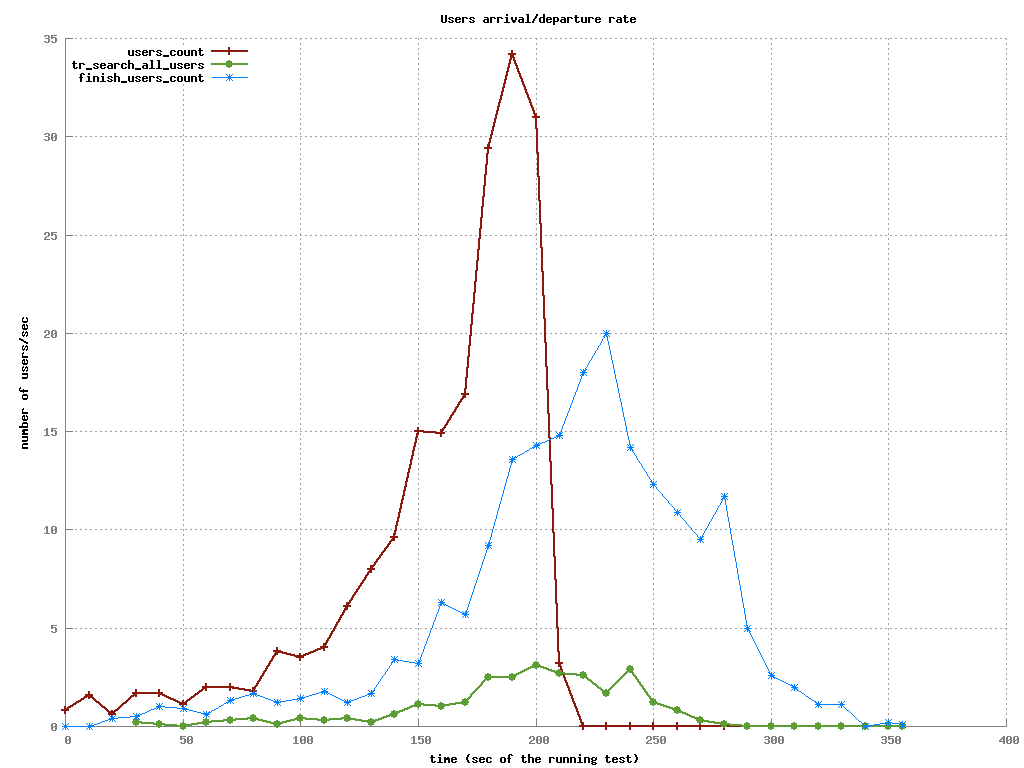 Users arrival/departure rate
35
30
25
20
15
10
5
0
users_count
tr_search_all_users
finish_users_count
number of users/sec
0 50 100 150 200 250 300 350 400
time (sec of the running test)